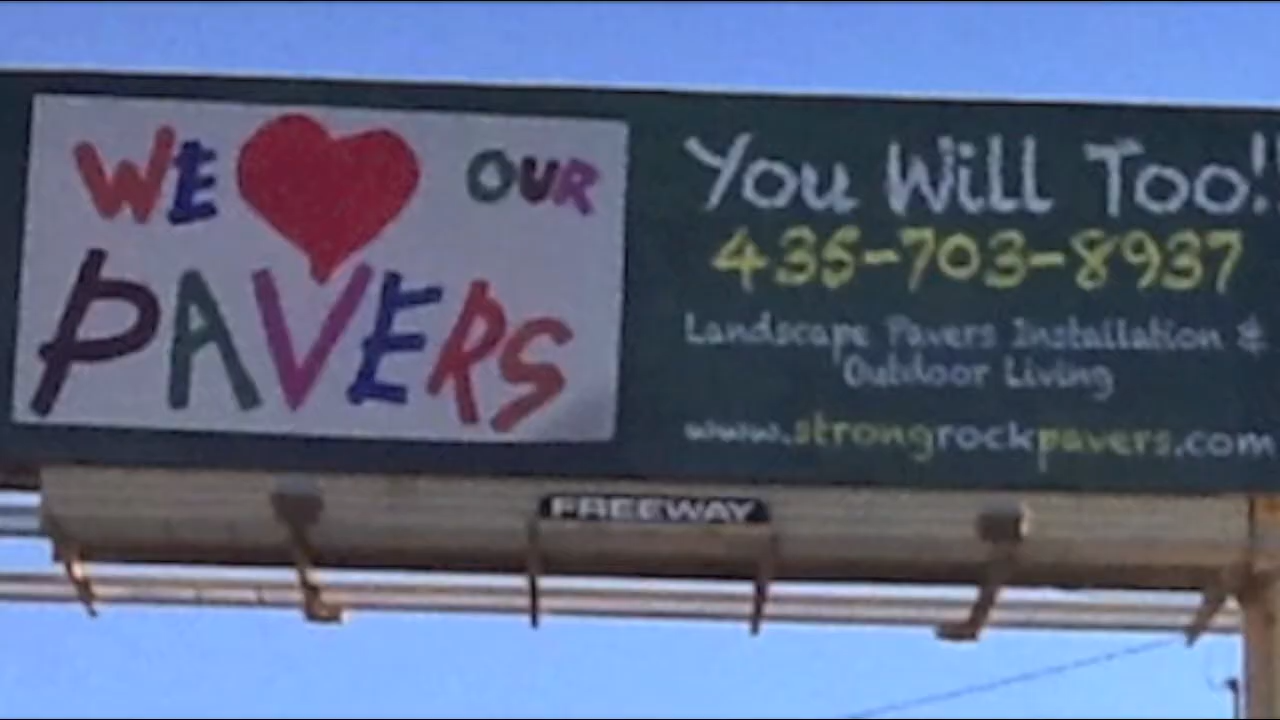 WE ❤ OUR
PAVERS
You Will Too!!
435-703-8937
Landscape Pavers Installation &
Outdoor Living
www.strongrockpavers.com
FREEWAY